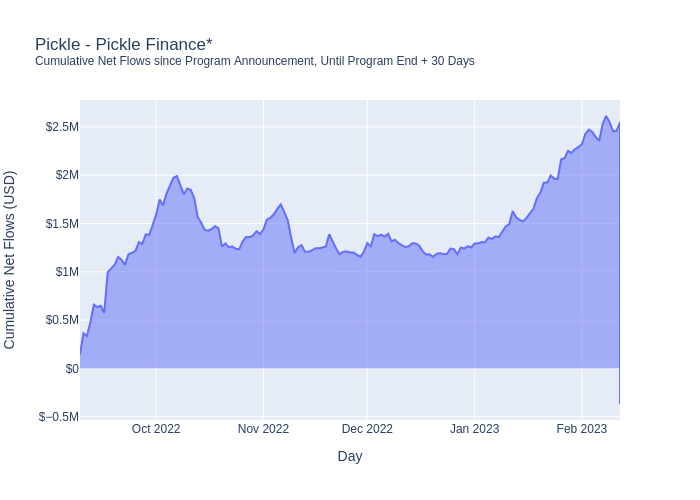 Pickle - Pickle Finance*
Cumulative Net Flows since Program Announcement, Until Program End + 30 Days
Cumulative Net Flows (USD)
$2.5M
$2M
$1.5M
$1M
$0.5M
$0
$−0.5M
Oct 2022
Nov 2022
Dec 2022
Jan 2023
Feb 2023
Day